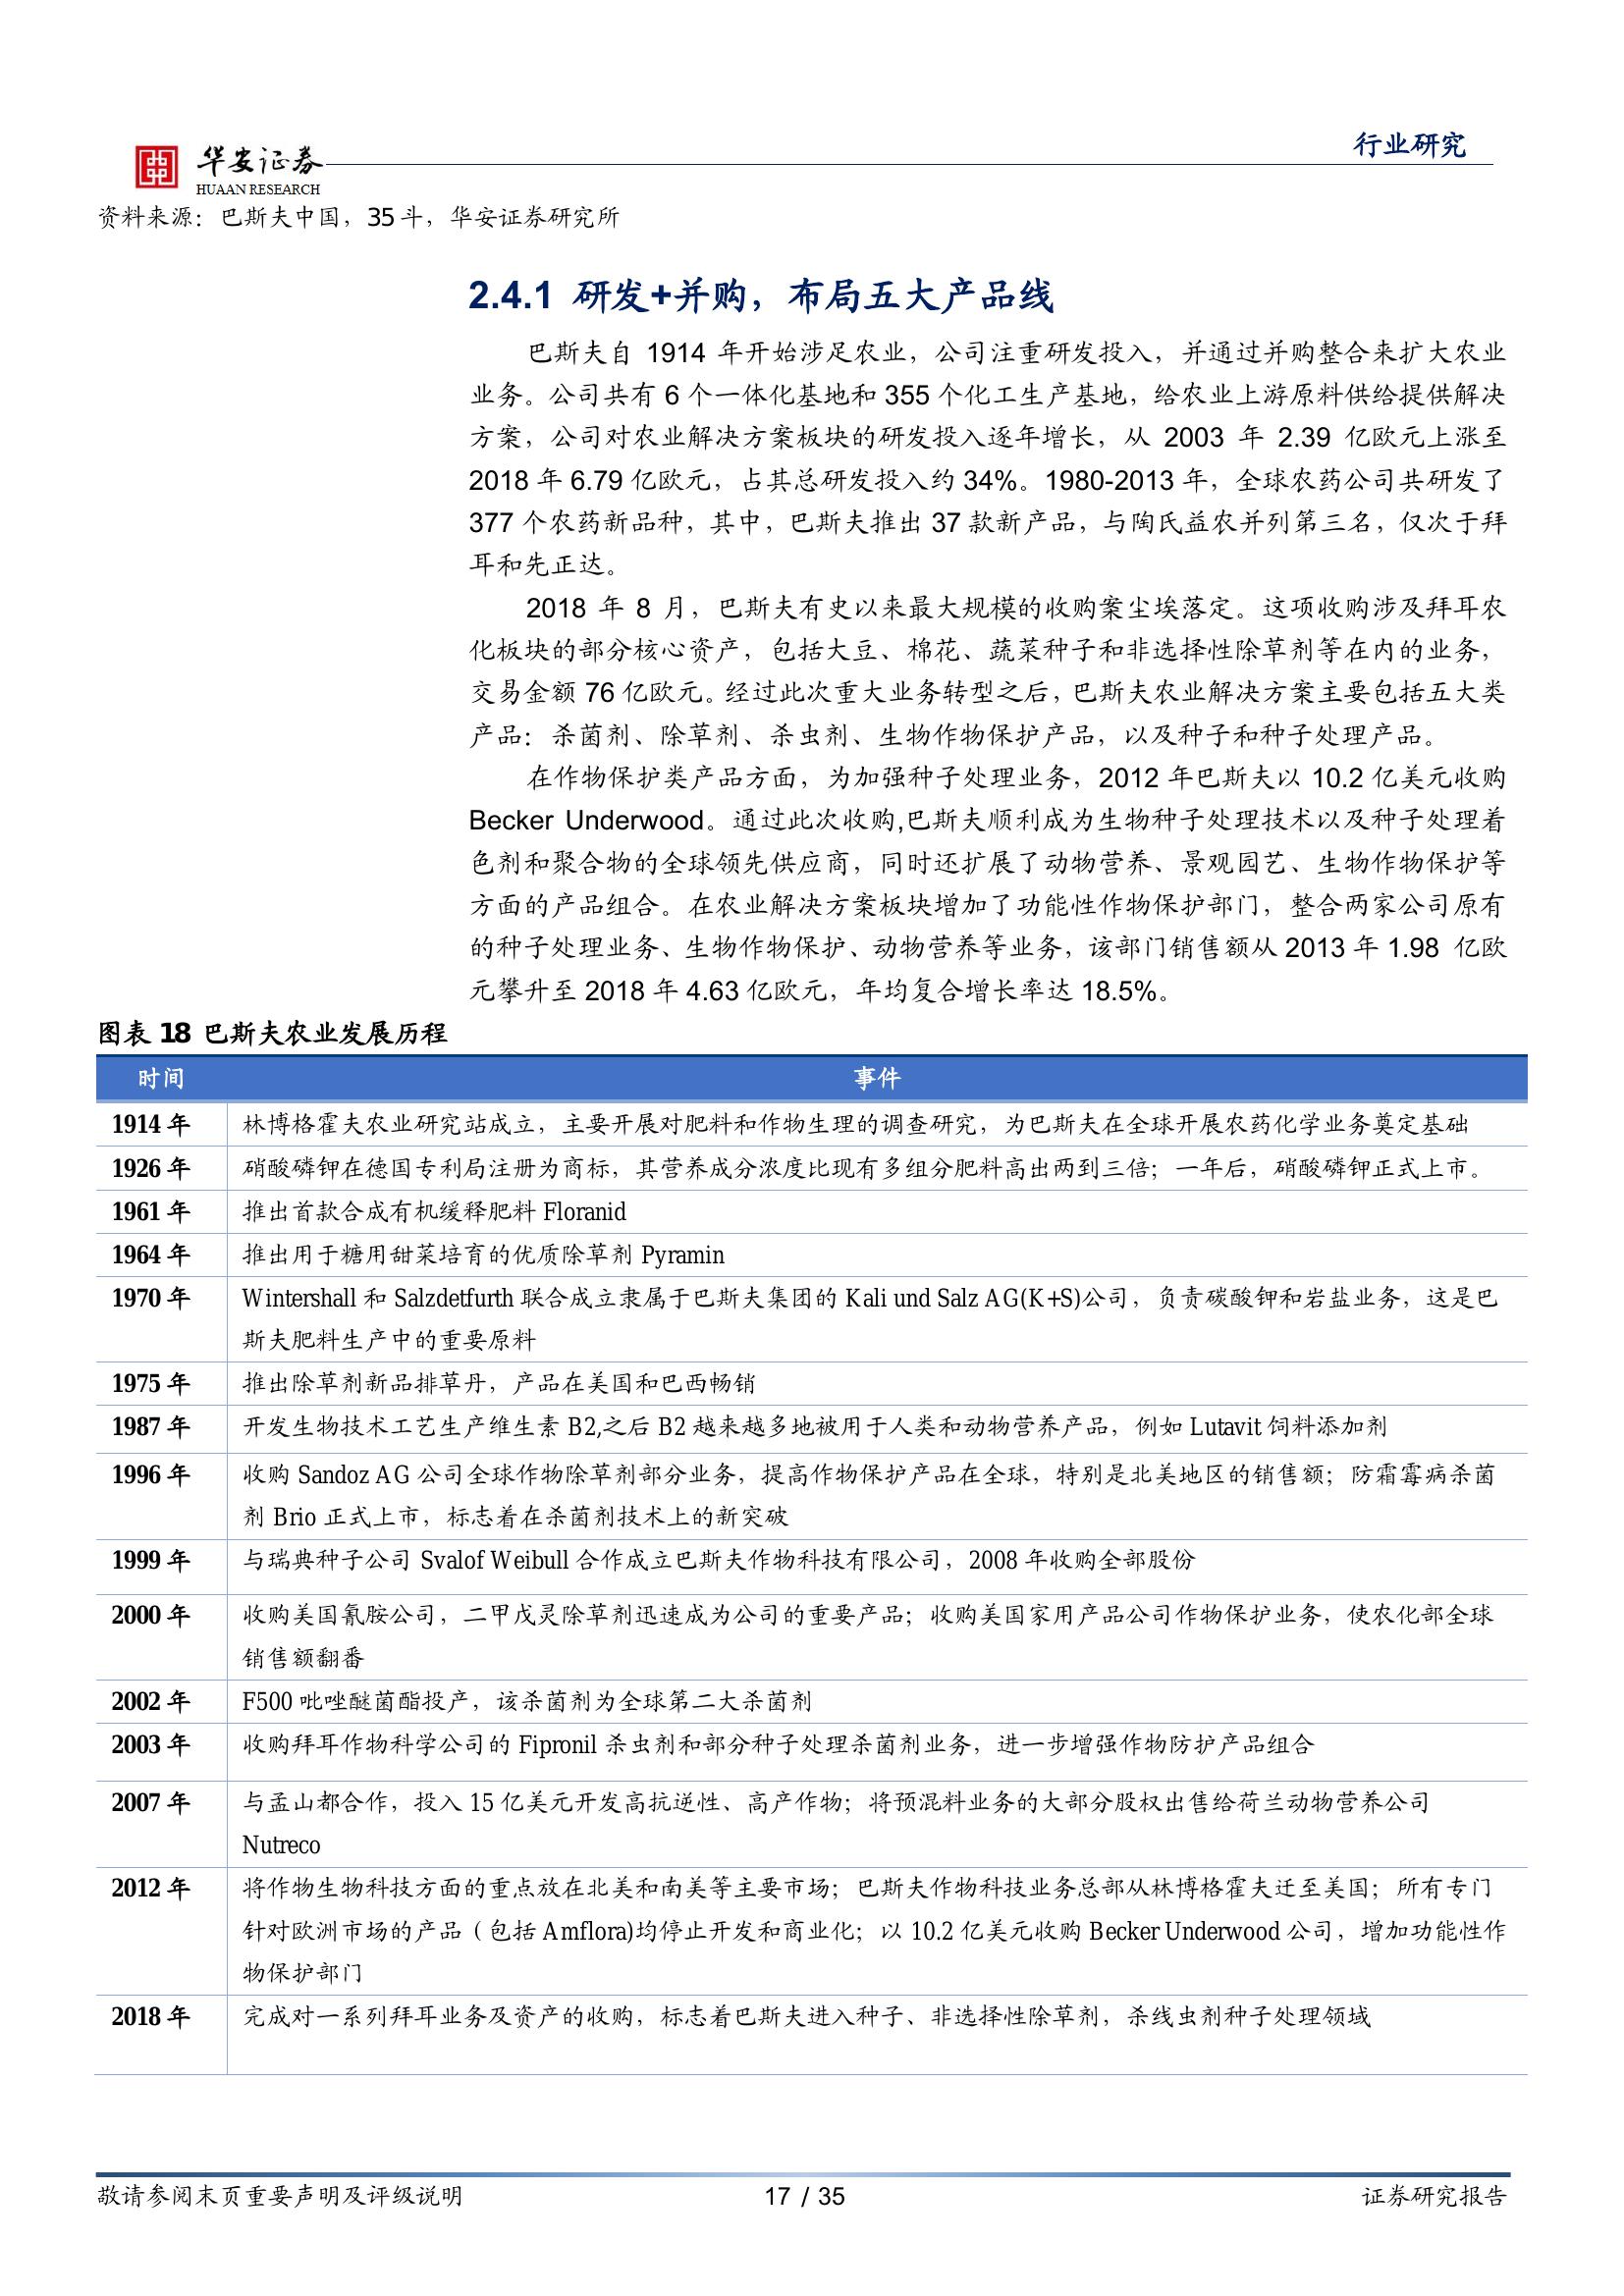 华安证券
HUAAN RESEARCH
行业研究
资料来源：巴斯夫中国，35斗，华安证券研究所
2.4.1 研发+并购，布局五大产品线
巴斯夫自 1914 年开始涉足农业，公司注重研发投入，并通过并购整合来扩大农业
业务。公司共有 6 个一体化基地和 355 个化工生产基地，给农业上游原料供给提供解决
方案，公司对农业解决方案板块的研发投入逐年增长，从 2003 年 2.39 亿欧元上涨至
2018 年 6.79 亿欧元，占其总研发投入约 34%。1980-2013 年，全球农药公司共研发了
377 个农药新品种，其中，巴斯夫推出 37 款新产品，与陶氏益农并列第三名，仅次于拜
耳和先正达。
2018 年 8 月，巴斯夫有史以来最大规模的收购案尘埃落定。这项收购涉及拜耳农
化板块的部分核心资产，包括大豆、棉花、蔬菜种子和非选择性除草剂等在内的业务，
交易金额 76 亿欧元。经过此次重大业务转型之后，巴斯夫农业解决方案主要包括五大类
产品：杀菌剂、除草剂、杀虫剂、生物作物保护产品，以及种子和种子处理产品。
在作物保护类产品方面，为加强种子处理业务，2012 年巴斯夫以 10.2 亿美元收购
Becker Underwood。通过此次收购,巴斯夫顺利成为生物种子处理技术以及种子处理着
色剂和聚合物的全球领先供应商，同时还扩展了动物营养、景观园艺、生物作物保护等
方面的产品组合。在农业解决方案板块增加了功能性作物保护部门，整合两家公司原有
的种子处理业务、生物作物保护、动物营养等业务，该部门销售额从 2013 年 1.98 亿欧
元攀升至 2018 年 4.63 亿欧元，年均复合增长率达 18.5%。
图表 18 巴斯夫农业发展历程
时间 事件
1914 年 林博格霍夫农业研究站成立，主要开展对肥料和作物生理的调查研究，为巴斯夫在全球开展农药化学业务奠定基础
1926 年 硝酸磷钾在德国专利局注册为商标，其营养成分浓度比现有多组分肥料高出两到三倍；一年后，硝酸磷钾正式上市。
1961 年 推出首款合成有机缓释肥料 Floranid
1964 年 推出用于糖用甜菜培育的优质除草剂 Pyramin
1970 年 Wintershall 和 Salzdetfurth 联合成立隶属于巴斯夫集团的 Kali und Salz AG(K+S)公司，负责碳酸钾和岩盐业务，这是巴
斯夫肥料生产中的重要原料
1975 年 推出除草剂新品排草丹，产品在美国和巴西畅销
1987 年 开发生物技术工艺生产维生素 B2,之后 B2 越来越多地被用于人类和动物营养产品，例如 Lutavit 饲料添加剂
1996 年 收购 Sandoz AG 公司全球作物除草剂部分业务，提高作物保护产品在全球，特别是北美地区的销售额；防霜霉病杀菌
剂 Brio 正式上市，标志着在杀菌剂技术上的新突破
1999 年 与瑞典种子公司 Svalof Weibull 合作成立巴斯夫作物科技有限公司，2008 年收购全部股份
2000 年 收购美国氰胺公司，二甲戊灵除草剂迅速成为公司的重要产品；收购美国家用产品公司作物保护业务，使农化部全球
销售额翻番
2002 年 F500 吡唑醚菌酯投产，该杀菌剂为全球第二大杀菌剂
2003 年 收购拜耳作物科学公司的 Fipronil 杀虫剂和部分种子处理杀菌剂业务，进一步增强作物防护产品组合
2007 年 与孟山都合作，投入 15 亿美元开发高抗逆性、高产作物；将预混料业务的大部分股权出售给荷兰动物营养公司
Nutreco
2012 年 将作物生物科技方面的重点放在北美和南美等主要市场；巴斯夫作物科技业务总部从林博格霍夫迁至美国；所有专门
针对欧洲市场的产品（包括 Amflora)均停止开发和商业化；以 10.2 亿美元收购 Becker Underwood 公司，增加功能性作
物保护部门
2018 年 完成对一系列拜耳业务及资产的收购，标志着巴斯夫进入种子、非选择性除草剂，杀线虫剂种子处理领域
敬请参阅末页重要声明及评级说明 17 / 35 证券研究报告